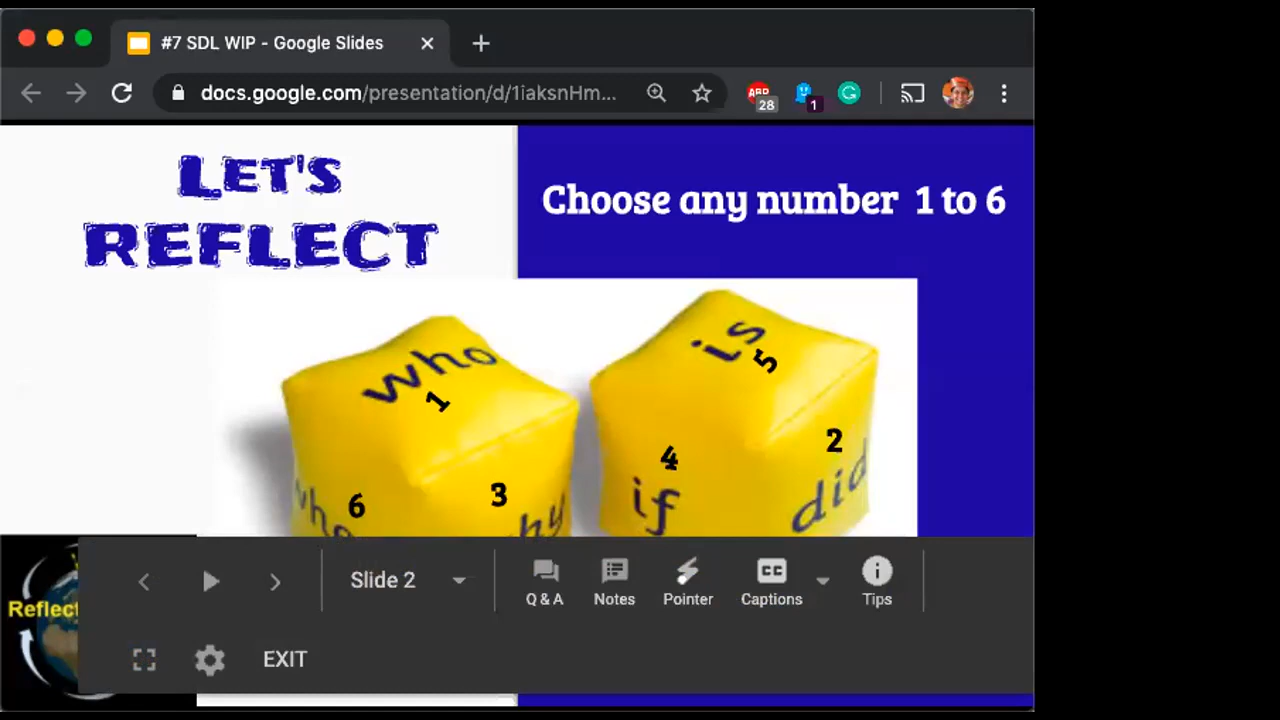 #7 SDL WIP - Google Slides
docs.google.com/presentation/d/1iaksnHm...
ABP
28
1
LET'S
REFLECT
Choose any number 1 to 6
who
1
is
5
6
3
4
if
2
did
Reflect
Slide 2
Q & A
Notes
Pointer
CC
Captions
Tips
EXIT